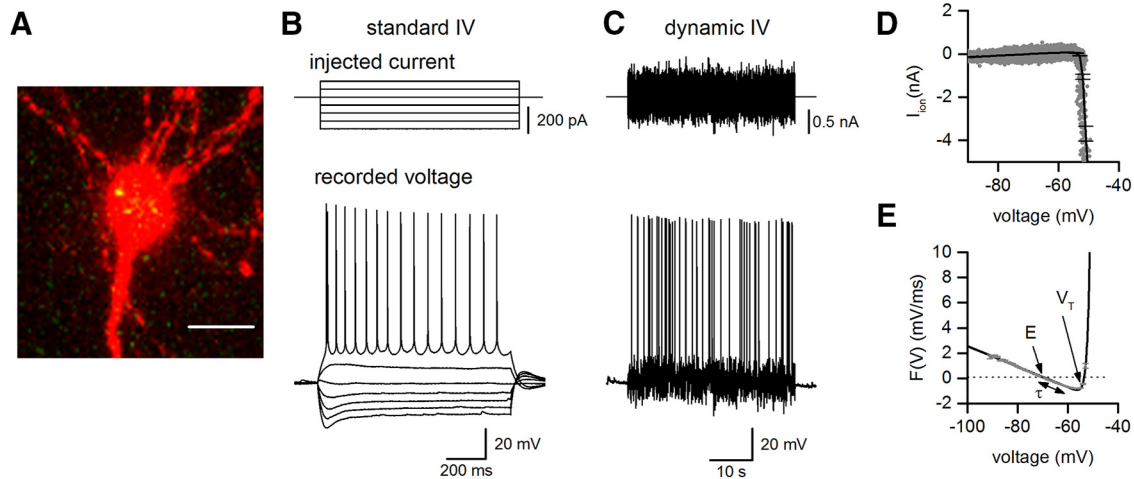 A
B
standard IV
injected current
200 pA
recorded voltage
20 mV
200 ms
C
dynamic IV
0.5 nA
20 mV
10 s
D
2
0
-2
-4
I_ion(nA)
-80
-60
-40
voltage (mV)
E
10
8
6
4
2
0
-2
F(V) (mV/ms)
V_T
E
τ
-100
-80
-60
-40
voltage (mV)